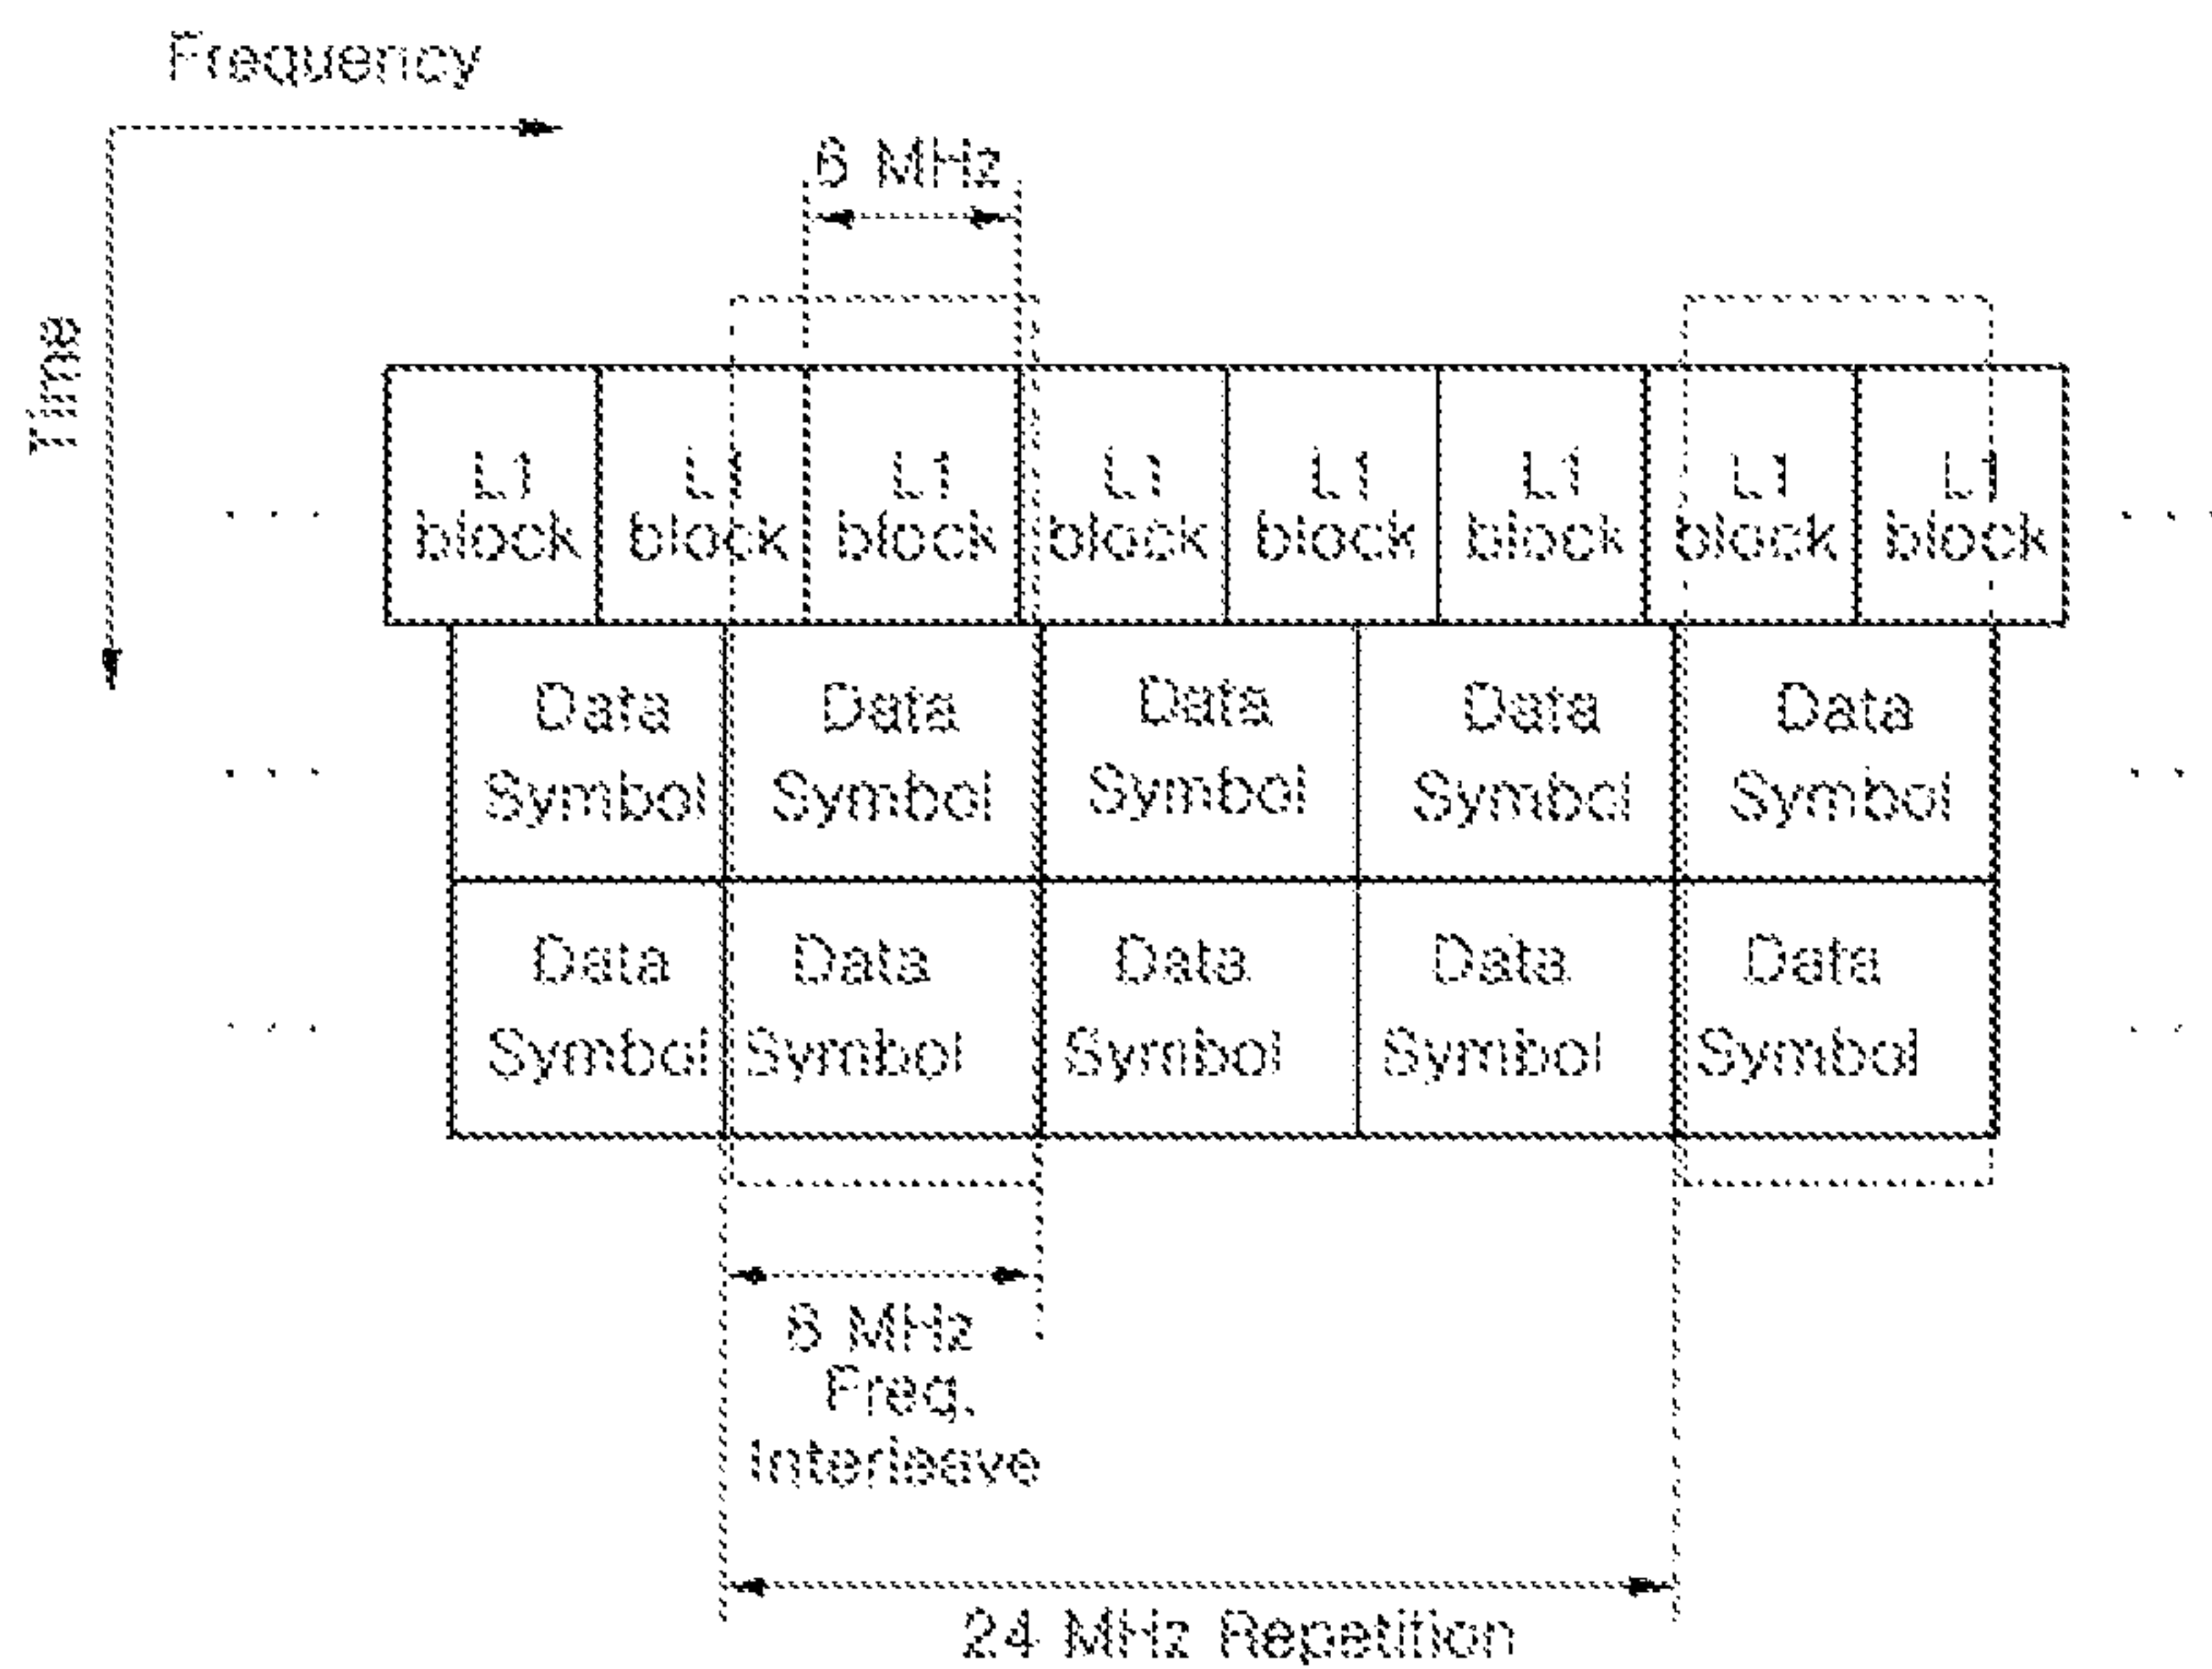 Frequency
6 MHz
Time
L1
block
L1
block
L1
block
L1
block
L1
block
L1
block
L1
block
L1
block
. . .
. . .
Data
Symbol
Data
Symbol
Data
Symbol
Data
Symbol
Data
Symbol
. . .
. . .
Data
Symbol
Data
Symbol
Data
Symbol
Data
Symbol
Data
Symbol
. . .
. . .
8 MHz
Freq.
Interleave
24 MHz Repetition